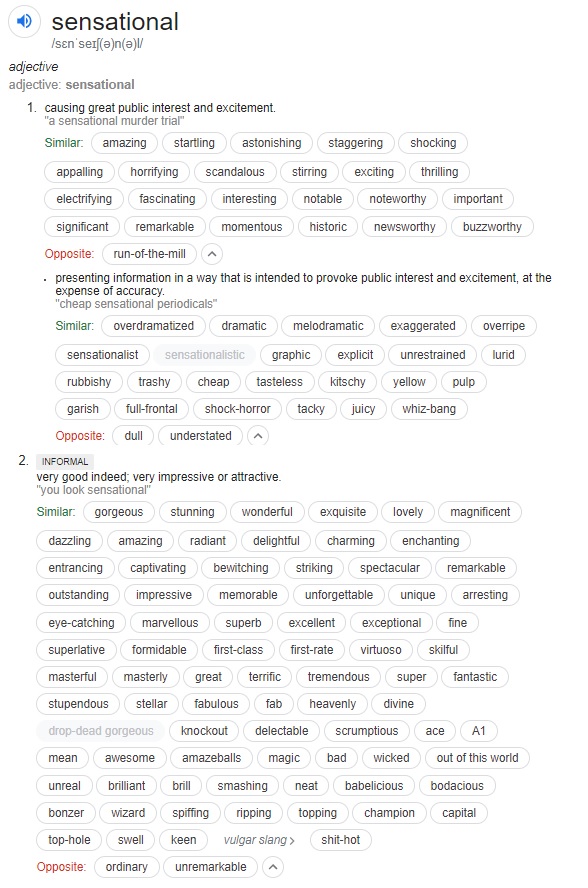 sensational
/sɛnˈseɪʃ(ə)n(ə)l/
adjective
adjective: sensational
1. causing great public interest and excitement.
"a sensational murder trial"
Similar: amazing startling astonishing staggering shocking
appalling horrifying scandalous stirring exciting thrilling
electrifying fascinating interesting notable noteworthy important
significant remarkable momentous historic newsworthy buzzworthy
Opposite: run-of-the-mill
• presenting information in a way that is intended to provoke public interest and excitement, at the
expense of accuracy.
"cheap sensational periodicals"
Similar: overdramatized dramatic melodramatic exaggerated overripe
sensationalist sensationalistic graphic explicit unrestrained lurid
rubbishy trashy cheap tasteless kitschy yellow pulp
garish full-frontal shock-horror tacky juicy whiz-bang
Opposite: dull understated
2. INFORMAL
very good indeed; very impressive or attractive.
"you look sensational"
Similar: gorgeous stunning wonderful exquisite lovely magnificent
dazzling amazing radiant delightful charming enchanting
entrancing captivating bewitching striking spectacular remarkable
outstanding impressive memorable unforgettable unique arresting
eye-catching marvellous superb excellent exceptional fine
superlative formidable first-class first-rate virtuoso skilful
masterful masterly great terrific tremendous super fantastic
stupendous stellar fabulous fab heavenly divine
drop-dead gorgeous knockout delectable scrumptious ace A1
mean awesome amazeballs magic bad wicked out of this world
unreal brilliant brill smashing neat babelicious bodacious
bonzer wizard spiffing ripping topping champion capital
top-hole swell keen vulgar slang > shit-hot
Opposite: ordinary unremarkable